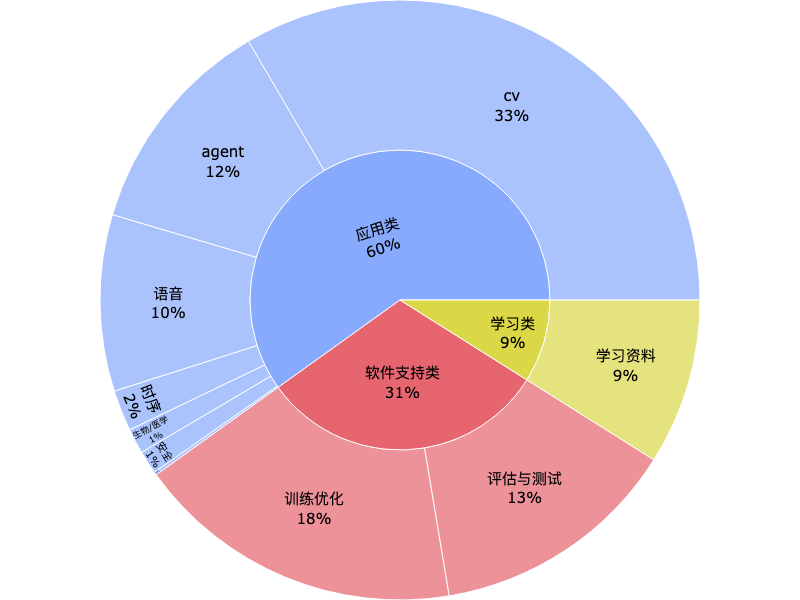 cv
33%
agent
12%
应用类
60%
语音
10%
学习类
9%
学习资料
9%
软件支持类
31%
时序
2%
生物/医学
1%
安全
1%
评估与测试
13%
训练优化
18%